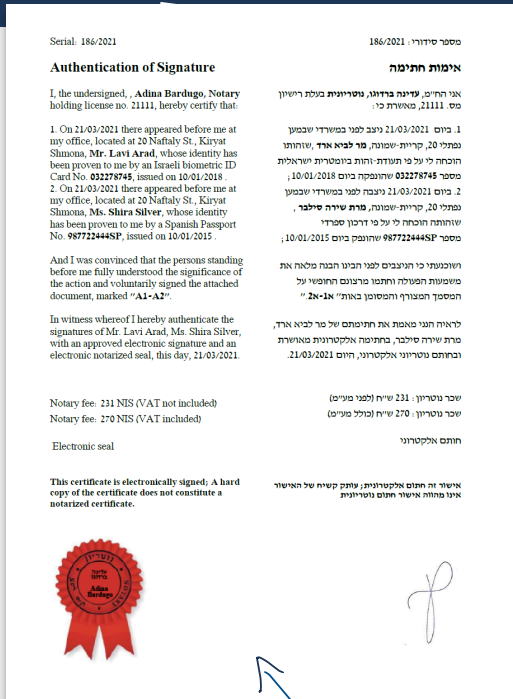 Serial: 186/2021
Authentication of Signature
I, the undersigned, , Adina Bardugo, Notary
holding license no. 21111, hereby certify that:
1. On 21/03/2021 there appeared before me at
my office, located at 20 Naftaly St., Kiryat
Shmona, Mr. Lavi Arad, whose identity has
been proven to me by an Israeli biometric ID
Card No. 032278745, issued on 10/01/2018 .
2. On 21/03/2021 there appeared before me at
my office, located at 20 Naftaly St., Kiryat
Shmona, Ms. Shira Silver, whose identity
has been proven to me by a Spanish Passport
No. 987722444SP, issued on 10/01/2015 .
And I was convinced that the persons standing
before me fully understood the significance of
the action and voluntarily signed the attached
document, marked "A1-A2".
In witness whereof I hereby authenticate the
signatures of Mr. Lavi Arad, Ms. Shira Silver,
with an approved electronic signature and an
electronic notarized seal, this day, 21/03/2021.
Notary fee: 231 NIS (VAT not included)
Notary fee: 270 NIS (VAT included)
Electronic seal
This certificate is electronically signed; A hard
copy of the certificate does not constitute a
notarized certificate.
מספר סידורי : 186/2021
אימות חתימה
אני הח"מ, עדינה ברדוגו, נוטריונית בעלת רישיון
מס. 21111, מאשרת כי:
1. ביום 21/03/2021 ניצב לפני במשרדי שבמען
נפתלי 20, קריית-שמונה, מר לביא ארד, שזהותו
הוכחה לי על פי תעודת-זהות ביומטרית ישראלית
מספר 032278745 שהונפקה ביום 10/01/2018 ;
2. ביום 21/03/2021 ניצבה לפני במשרדי שבמען
נפתלי 20, קריית-שמונה, מרת שירה סילבר ,
שזהותה הוכחה לי על פי דרכון ספרדי
מספר 987722444SP שהונפק ביום 10/01/2015 ;
ושוכנעתי כי הניצבים לפני הבינו הבנה מלאה את
משמעות הפעולה וחתמו מרצונם החופשי על
המסמך המצורף והמסומן באות" א1-א2."
לראיה הנני מאמת את חתימתם של מר לביא ארד,
מרת שירה סילבר, בחתימה אלקטרונית מאושרת
ובחותם נוטריוני אלקטרוני, היום 21/03/2021.
שכר נוטריון : 231 ש"ח (לפני מע"מ)
שכר נוטריון : 270 ש"ח (כולל מע"מ)
חותם אלקטרוני
אישור זה חתום אלקטרונית; עותק קשיח של האישור
אינו מהווה אישור חתום נוטריונית
נוטריון
עדינה
ברדוגו
Adina
Bardugo
NOTARY